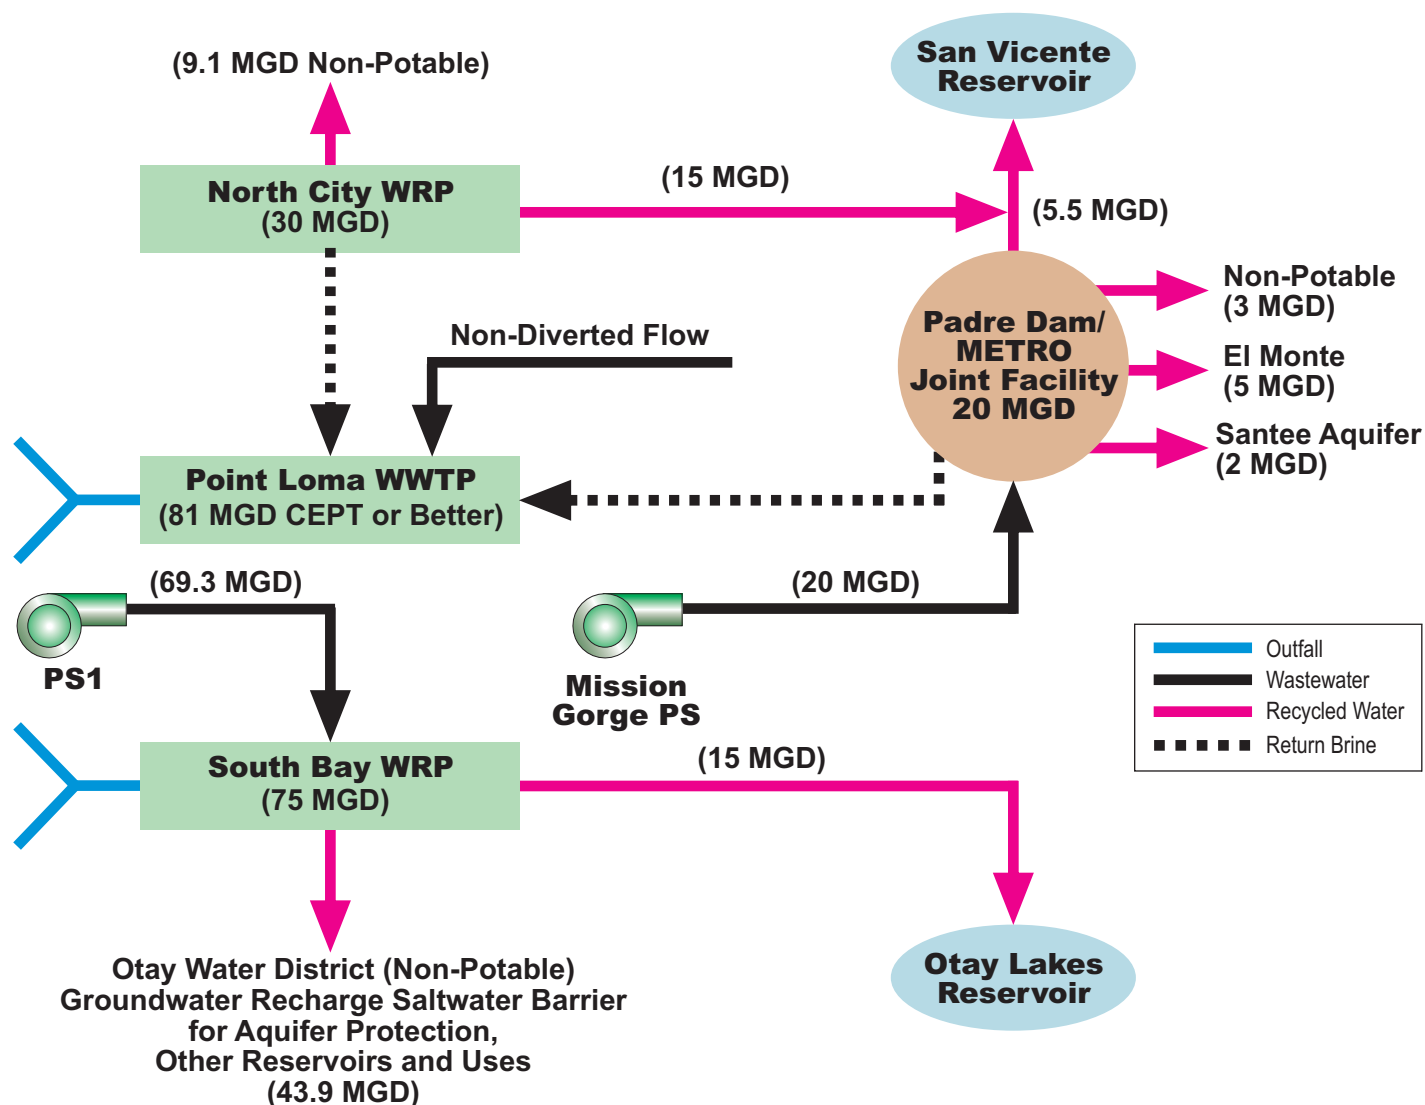 (9.1 MGD Non-Potable)
San Vicente
Reservoir
North City WRP
(30 MGD)
(15 MGD)
(5.5 MGD)
Non-Potable
(3 MGD)
Padre Dam/
METRO
Joint Facility
20 MGD
El Monte
(5 MGD)
Santee Aquifer
(2 MGD)
Non-Diverted Flow
Point Loma WWTP
(81 MGD CEPT or Better)
(69.3 MGD)
(20 MGD)
PS1
Mission
Gorge PS
Outfall
Wastewater
Recycled Water
Return Brine
South Bay WRP
(75 MGD)
(15 MGD)
Otay Water District (Non-Potable)
Groundwater Recharge Saltwater Barrier
for Aquifer Protection,
Other Reservoirs and Uses
(43.9 MGD)
Otay Lakes
Reservoir